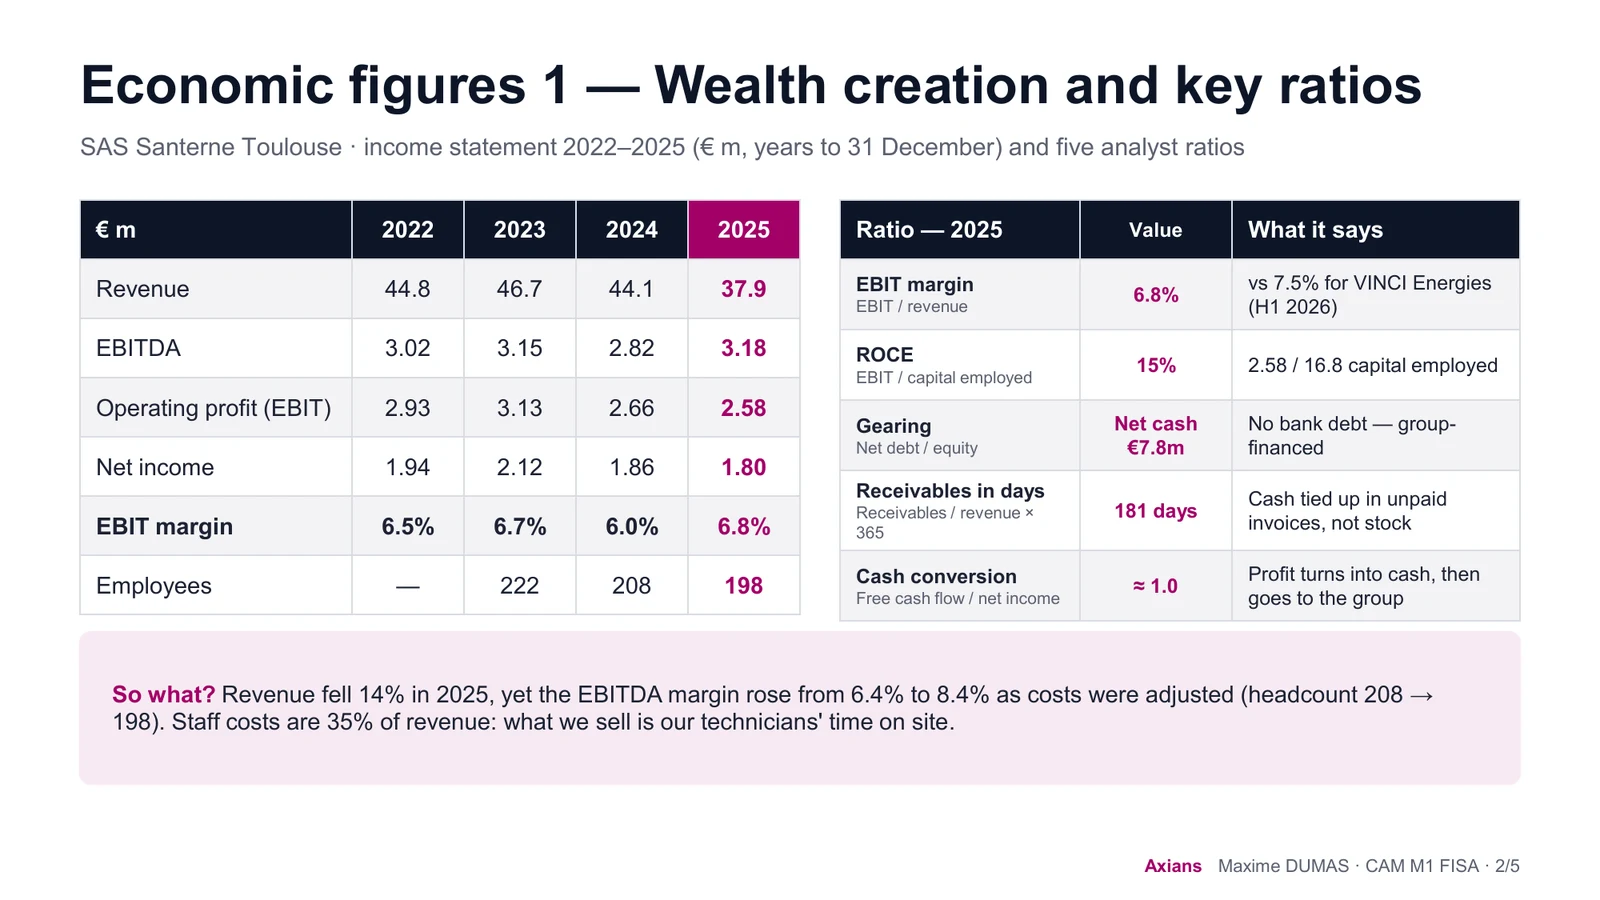 Economic figures 1 — Wealth creation and key ratios
SAS Santerne Toulouse · income statement 2022–2025 (€ m, years to 31 December) and five analyst ratios
€ m 2022 2023 2024 2025
Revenue 44.8 46.7 44.1 37.9
EBITDA 3.02 3.15 2.82 3.18
Operating profit (EBIT) 2.93 3.13 2.66 2.58
Net income 1.94 2.12 1.86 1.80
EBIT margin 6.5% 6.7% 6.0% 6.8%
Employees — 222 208 198
Ratio — 2025 Value What it says
EBIT margin
EBIT / revenue
6.8%
vs 7.5% for VINCI Energies
(H1 2026)
ROCE
EBIT / capital employed
15%
2.58 / 16.8 capital employed
Gearing
Net debt / equity
Net cash
€7.8m
No bank debt — group-
financed
Receivables in days
Receivables / revenue ×
365
181 days
Cash tied up in unpaid
invoices, not stock
Cash conversion
Free cash flow / net income
≈ 1.0
Profit turns into cash, then
goes to the group
So what? Revenue fell 14% in 2025, yet the EBITDA margin rose from 6.4% to 8.4% as costs were adjusted (headcount 208 →
198). Staff costs are 35% of revenue: what we sell is our technicians' time on site.
Axians Maxime DUMAS · CAM M1 FISA · 2/5